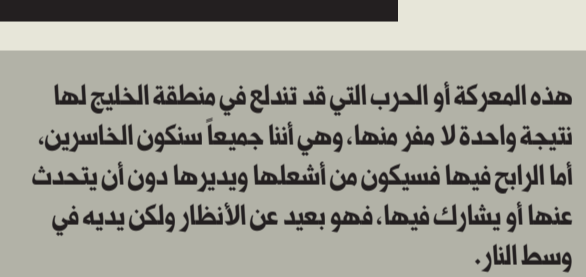 هذه المعركة أو الحرب التي قد تندلع في منطقة الخليج لها
نتيجة واحدة لا مفر منها، وهي أننا جميعاً سنكون الخاسرين،
أما الرابح فيها فسيكون من أشعلها ويديرها دون أن يتحدث
عنها أو يشارك فيها، فهو بعيد عن الأنظار ولكن يديه في
وسط النار.